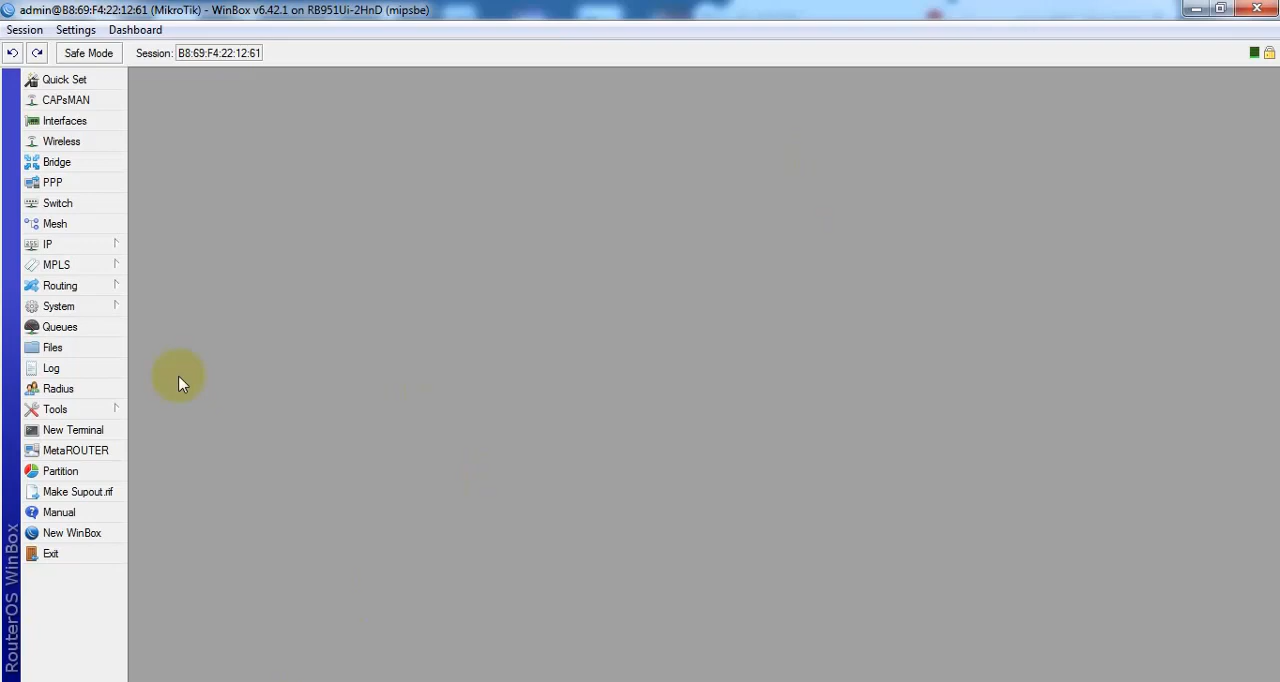 admin@B8:69:F4:22:12:61 (MikroTik) - WinBox v6.42.1 on RB951Ui-2HnD (mipsbe)
Session Settings Dashboard
Safe Mode Session: B8:69:F4:22:12:61
Quick Set
CAPsMAN
Interfaces
Wireless
Bridge
PPP
Switch
Mesh
IP
MPLS
Routing
System
Queues
Files
Log
Radius
Tools
New Terminal
MetaROUTER
Partition
Make Supout.rif
Manual
New WinBox
Exit
RouterOS WinBox